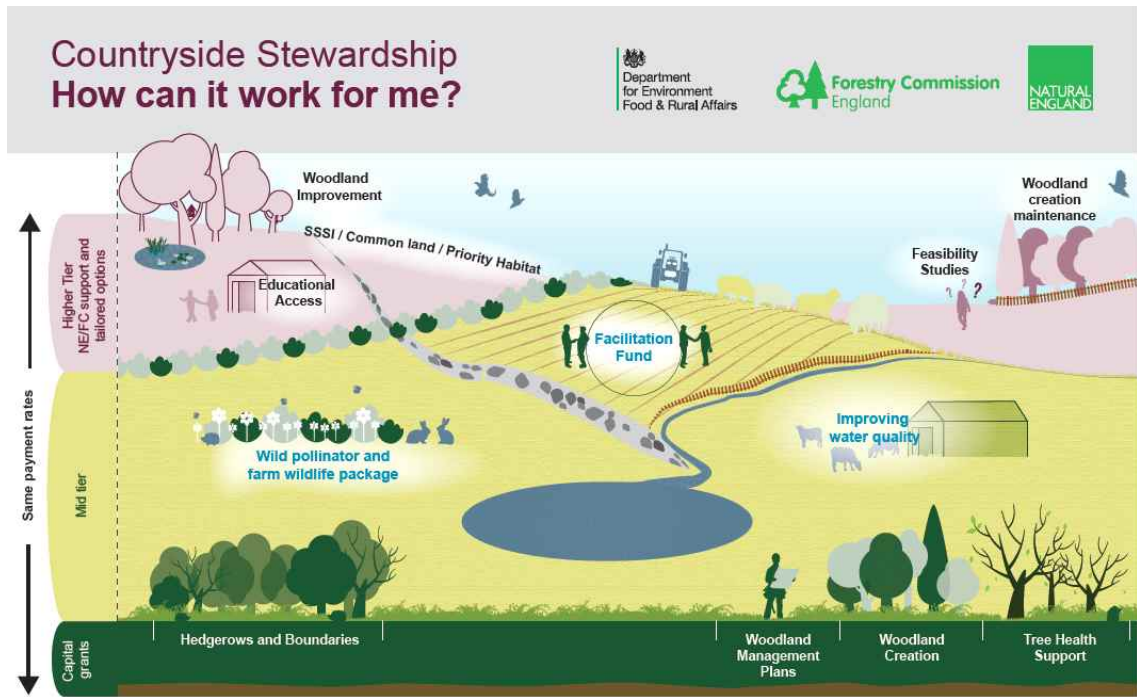 Countryside Stewardship
How can it work for me?
Department
for Environment
Food & Rural Affairs
Forestry Commission
England
NATURAL
ENGLAND
Woodland
Improvement
Woodland
creation
maintenance
SSSI / Common land / Priority Habitat
Feasibility
Studies
? ? ?
Educational
Access
Facilitation
Fund
Improving
water quality
Wild pollinator and
farm wildlife package
Same payment rates
Higher Tier
NE/FC support and
tailored options
Mid tier
Capital
grants
Hedgerows and Boundaries
Woodland
Management
Plans
Woodland
Creation
Tree Health
Support